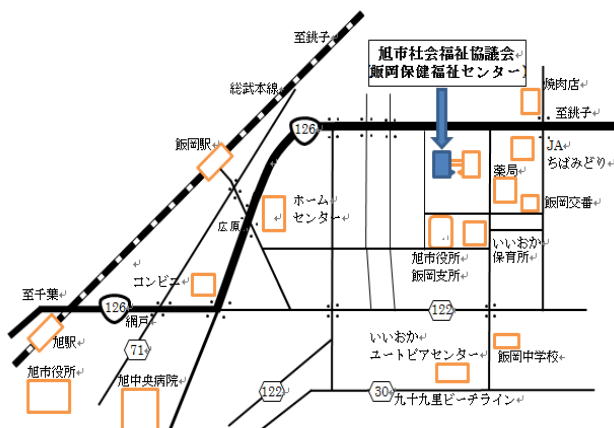 至銚子
旭市社会福祉協議会
(飯岡保健福祉センター)
総武本線
焼肉店
至銚子
126
飯岡駅
JA
ちばみどり
薬局
飯岡交番
ホーム
センター
広原
いいおか
保育所
旭市役所
飯岡支所
コンビニ
至千葉
126
網戸
122
旭駅
71
いいおか
ユートピアセンター
飯岡中学校
旭市役所
旭中央病院
122
30
九十九里ビーチライン